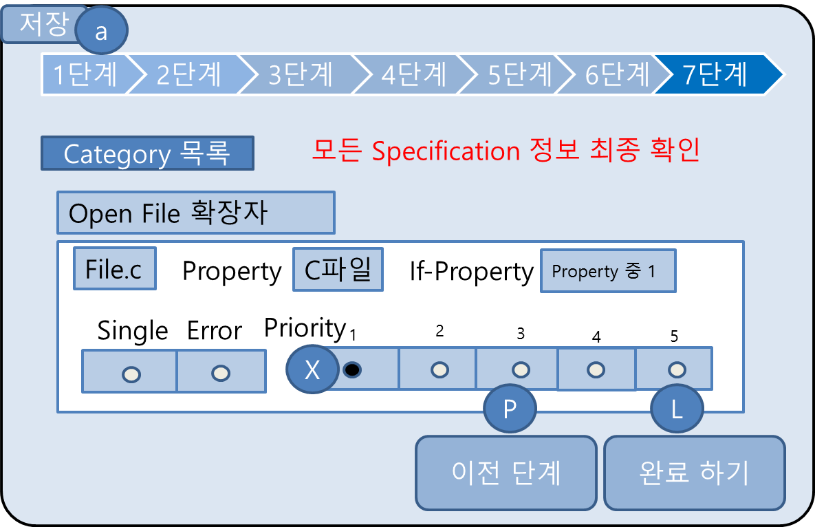 저장 a
1단계 2단계 3단계 4단계 5단계 6단계 7단계
Category 목록 모든 Specification 정보 최종 확인
Open File 확장자
File.c Property C파일 If-Property Property 중 1
Single Error Priority 1 2 3 4 5
X
P L
이전 단계 완료 하기